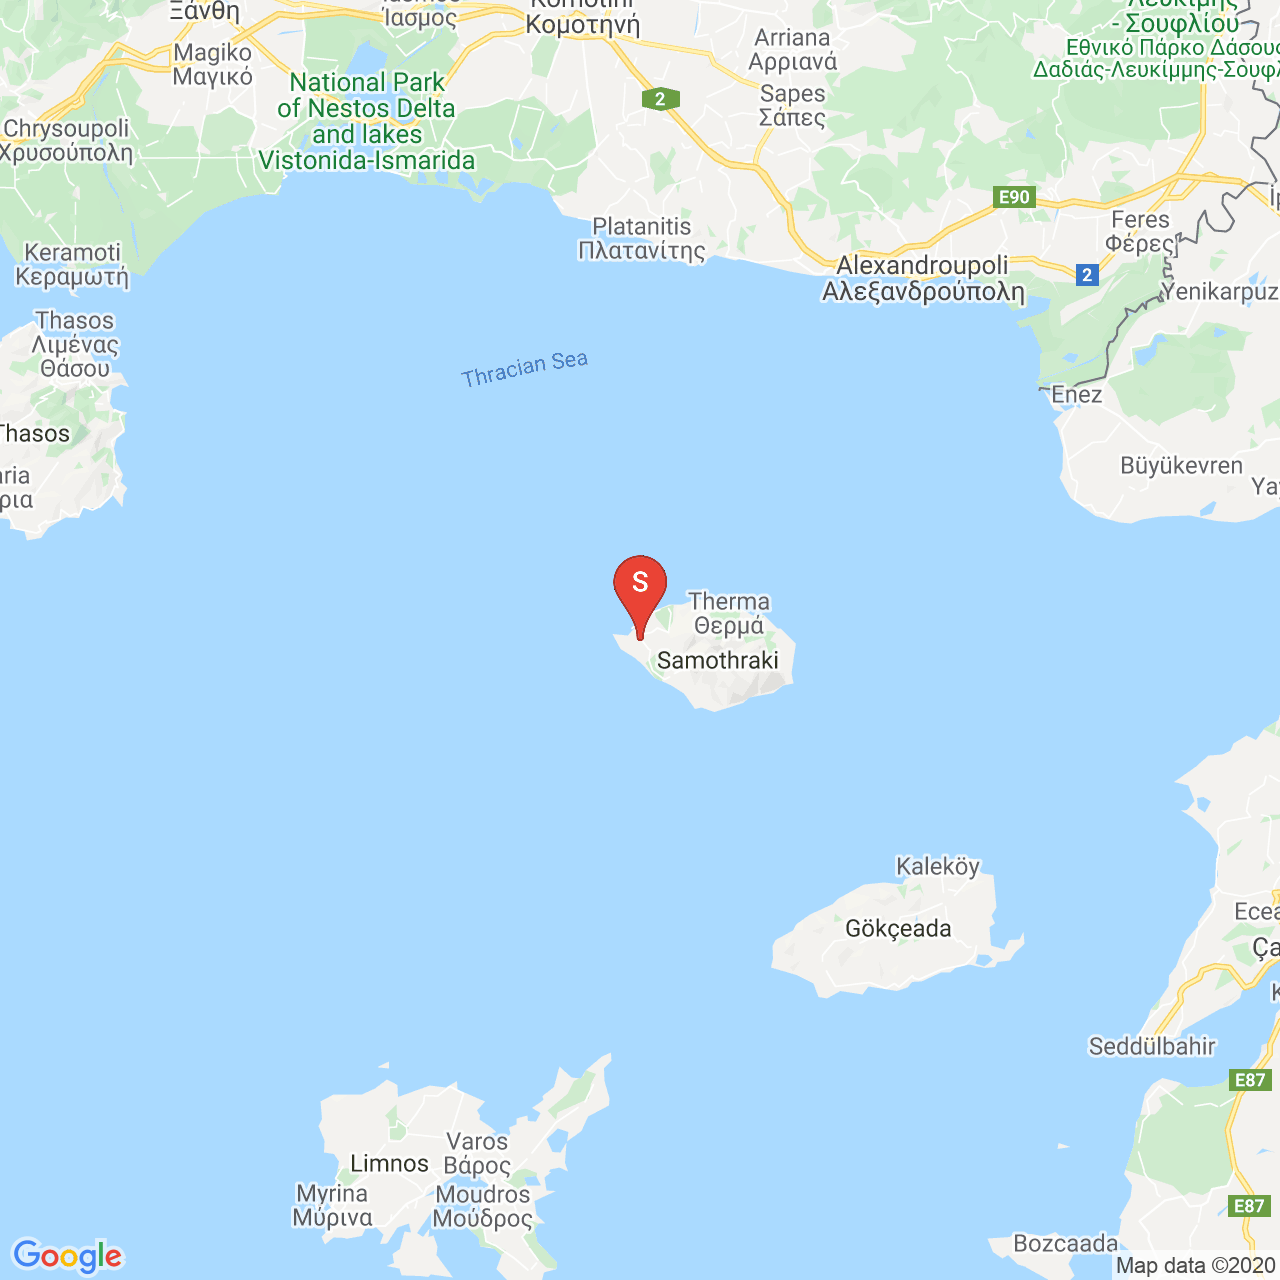 Ξάνθη
Ίασμος
Komotini
Κομοτηνή
Magiko
Μαγικό
Arriana
Αρριανά
- Σουφλίου
Εθνικό Πάρκο Δάσους
Δαδιάς-Λευκίμμης-Σουφλ
National Park
of Nestos Delta
and lakes
Vistonida-Ismarida
2
Sapes
Σάπες
Chrysoupoli
Χρυσούπολη
E90
Feres
Φέρες
Platanitis
Πλατανίτης
Keramoti
Κεραμωτή
Alexandroupoli
Αλεξανδρούπολη
2
Yenikarpuz
Thasos
Λιμένας
Θάσου
Thracian Sea
Enez
Thasos
Büyükevren
Yay
ria
ρια
S
Therma
Θερμά
Samothraki
Kaleköy
Gökçeada
Ecea
Ça
K
Seddülbahir
E87
Varos
Βάρος
Limnos
Myrina
Μύρινα
Moudros
Μούδρος
E87
Bozcaada
Google
Map data ©2020